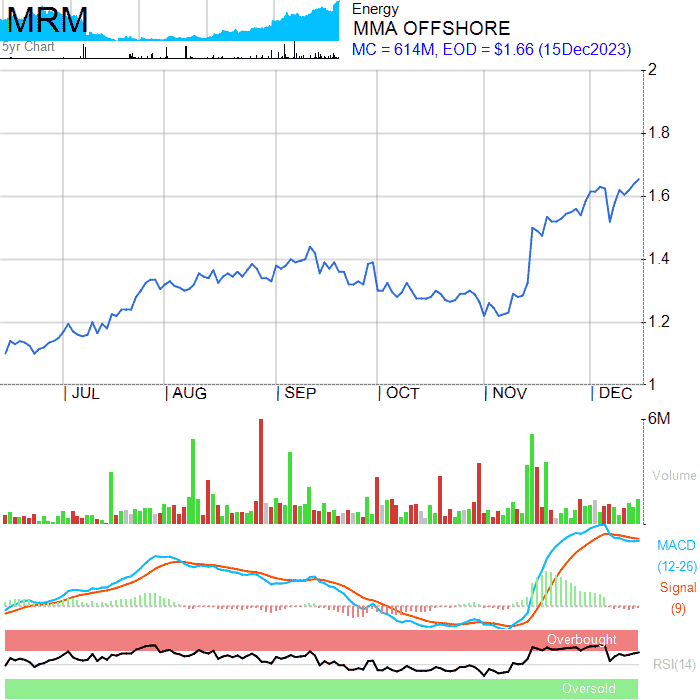 MRM
5yr Chart
Energy
MMA OFFSHORE
MC = 614M, EOD = $1.66 (15Dec2023)
2
1.8
1.6
1.4
1.2
1
JUL AUG SEP OCT NOV DEC
6M
Volume
MACD
(12-26)
Signal
(9)
Overbought
RSI(14)
Oversold